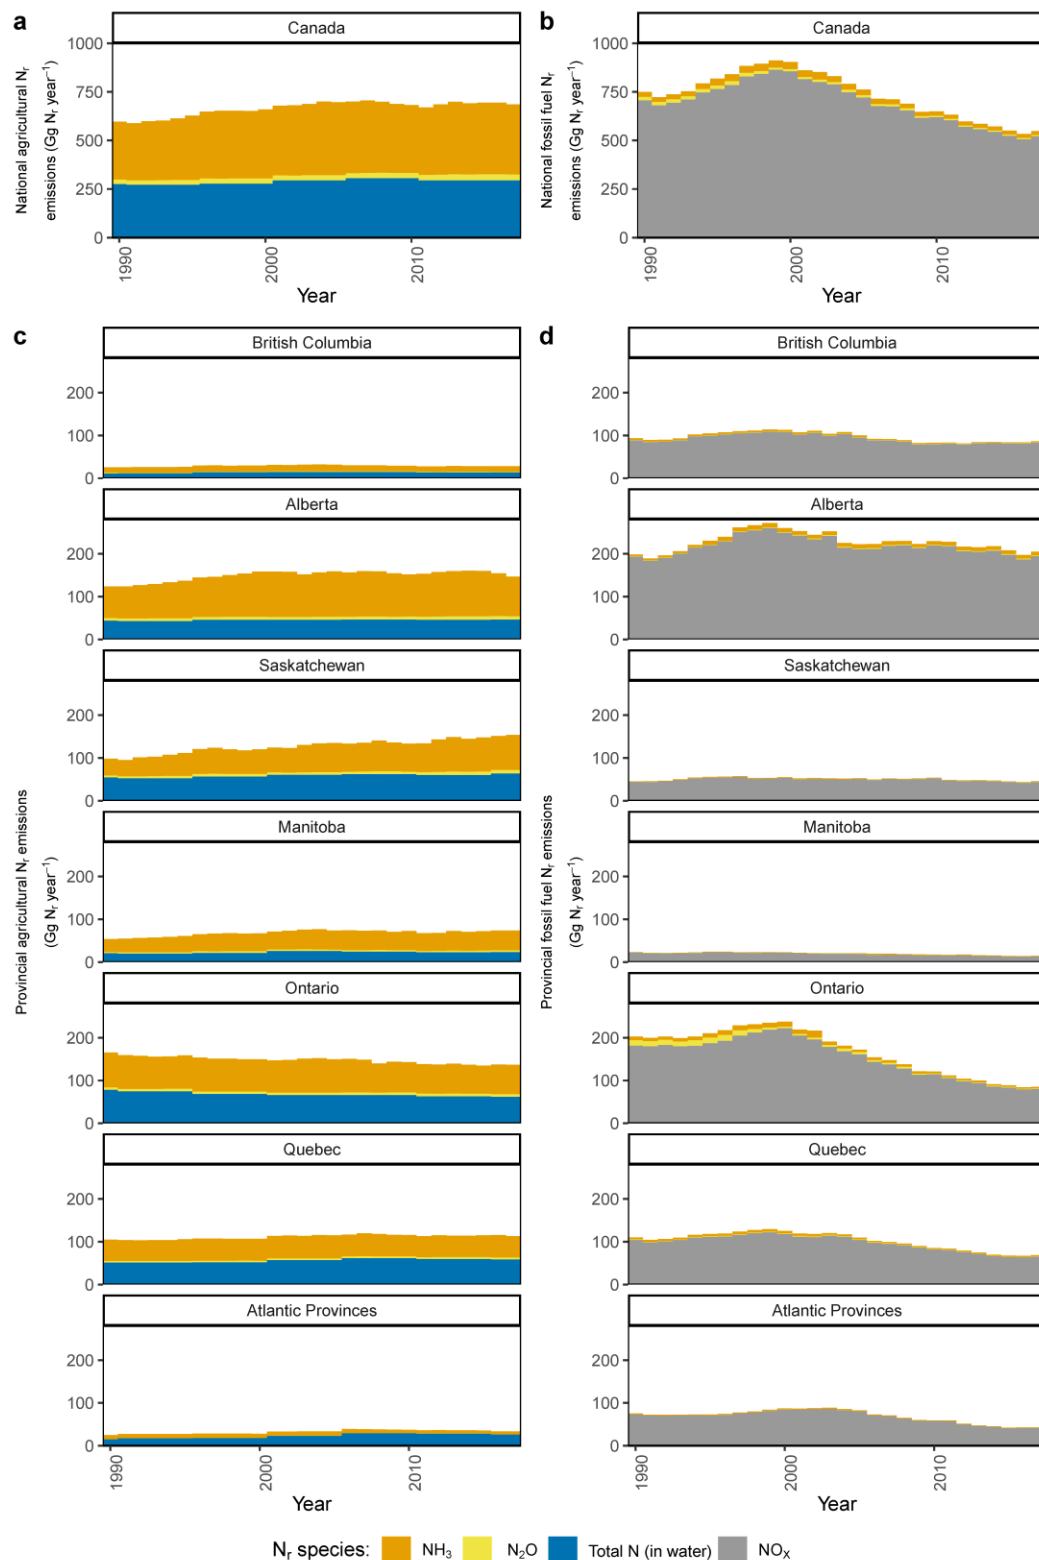 a
Canada
National agricultural Nᵣ
emissions (Gg Nᵣ year⁻¹)
1000
750
500
250
0
1990
2000
2010
Year
b
Canada
National fossil fuel Nᵣ
emissions (Gg Nᵣ year⁻¹)
1000
750
500
250
0
1990
2000
2010
Year
c
Provincial agricultural Nᵣ emissions
(Gg Nᵣ year⁻¹)
British Columbia
200
100
0
Alberta
200
100
0
Saskatchewan
200
100
0
Manitoba
200
100
0
Ontario
200
100
0
Quebec
200
100
0
Atlantic Provinces
200
100
0
1990
2000
2010
Year
d
Provincial fossil fuel Nᵣ emissions
(Gg Nᵣ year⁻¹)
British Columbia
200
100
0
Alberta
200
100
0
Saskatchewan
200
100
0
Manitoba
200
100
0
Ontario
200
100
0
Quebec
200
100
0
Atlantic Provinces
200
100
0
1990
2000
2010
Year
Nᵣ species: NH₃ N₂O Total N (in water) NOₓ